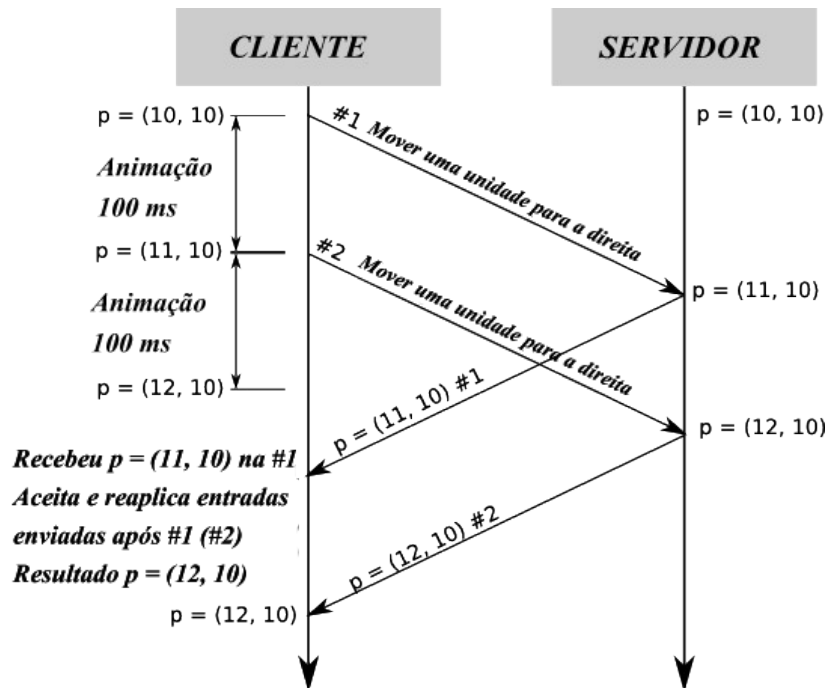 CLIENTE
SERVIDOR
p = (10, 10)
p = (10, 10)
#1 Mover uma unidade para a direita
Animação
100 ms
p = (11, 10)
#2 Mover uma unidade para a direita
p = (11, 10)
Animação
100 ms
p = (12, 10)
p = (11, 10) #1
p = (12, 10)
Recebeu p = (11, 10) na #1
Aceita e reaplica entradas
enviadas após #1 (#2)
Resultado p = (12, 10)
p = (12, 10) #2
p = (12, 10)